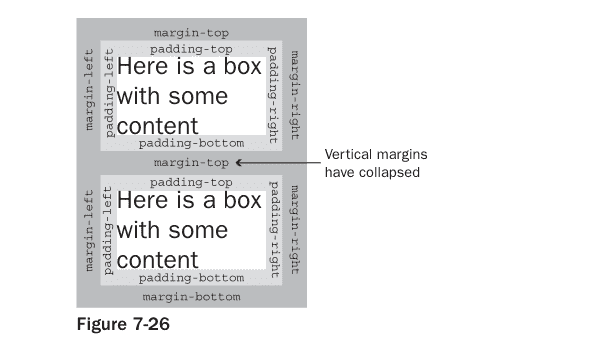 margin-top
padding-top
margin-left
padding-left
Here is a box
with some
content
padding-right
margin-right
padding-bottom
margin-top
Vertical margins
have collapsed
padding-top
margin-left
padding-left
Here is a box
with some
content
padding-right
margin-right
padding-bottom
margin-bottom
Figure 7-26